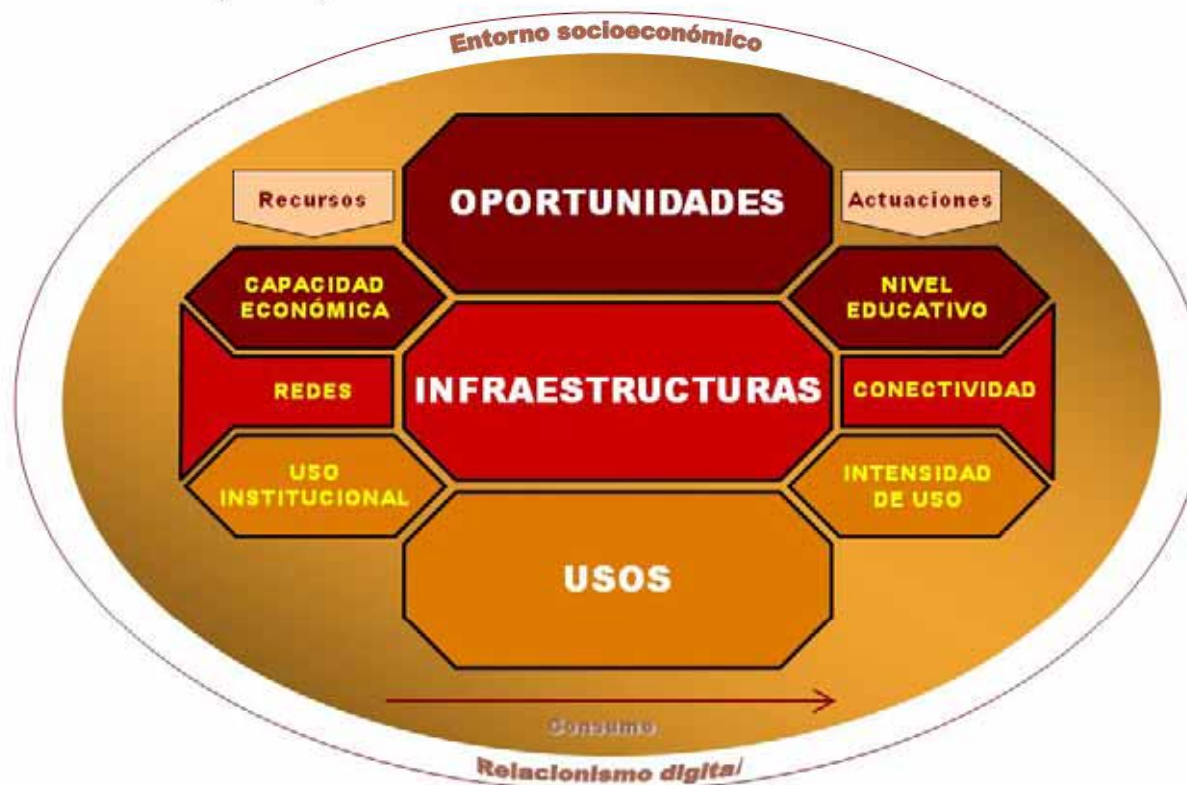 Entorno socioeconómico
Recursos
OPORTUNIDADES
Actuaciones
CAPACIDAD
ECONÓMICA
NIVEL
EDUCATIVO
REDES
INFRAESTRUCTURAS
CONECTIVIDAD
USO
INSTITUCIONAL
INTENSIDAD
DE USO
USOS
Consumo
Relacionismo digital